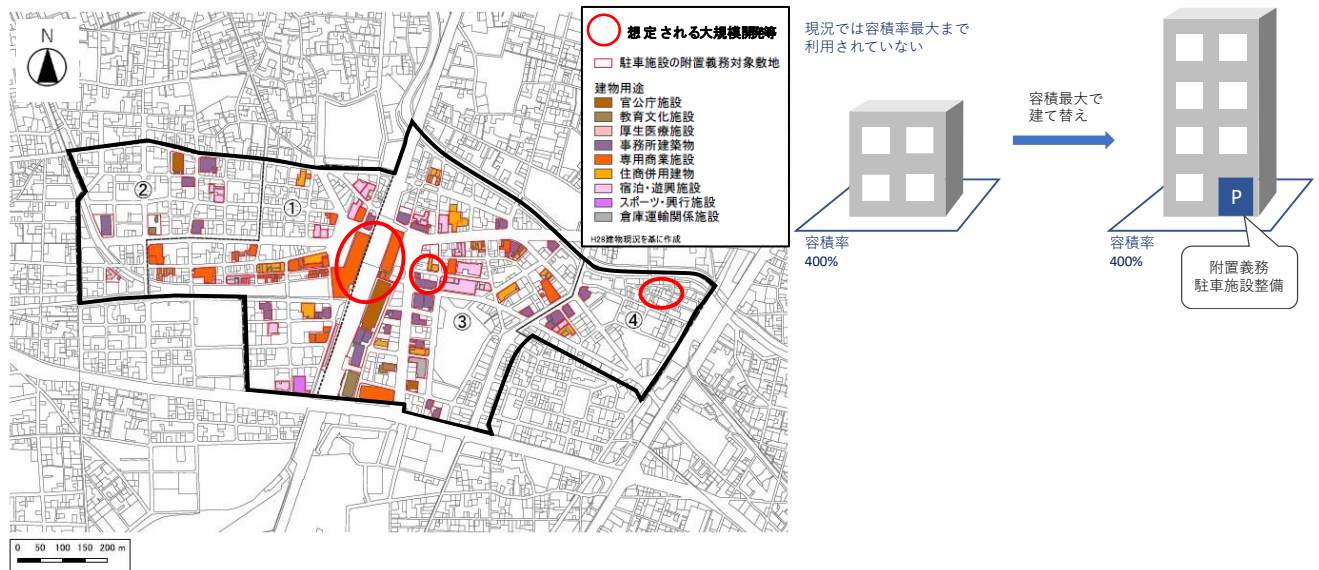 N
想定される大規模開発等
駐車施設の附置義務対象敷地
建物用途
官公庁施設
教育文化施設
厚生医療施設
事務所建築物
専用商業施設
住商併用建物
宿泊・遊興施設
スポーツ・興行施設
倉庫運輸関係施設
H28建物現況を基に作成
②
①
③
④
0 50 100 150 200 m
現況では容積率最大まで
利用されていない
容積率
400%
容積最大で
建て替え
P
容積率
400%
附置義務
駐車施設整備